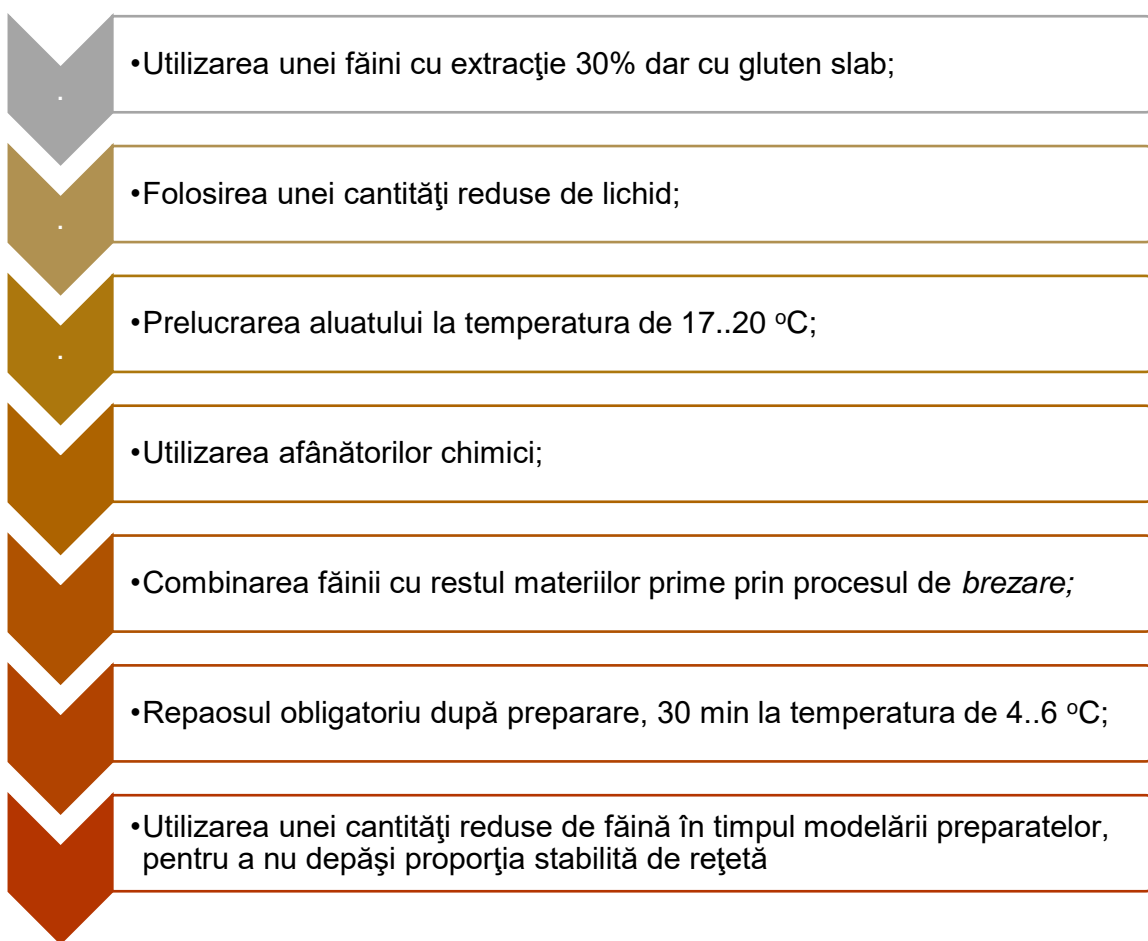 .
•Utilizarea unei făini cu extracţie 30% dar cu gluten slab;
.
•Folosirea unei cantităţi reduse de lichid;
.
•Prelucrarea aluatului la temperatura de 17..20 ºC;
•Utilizarea afânătorilor chimici;
•Combinarea făinii cu restul materiilor prime prin procesul de brezare;
•Repaosul obligatoriu după preparare, 30 min la temperatura de 4..6 ºC;
•Utilizarea unei cantităţi reduse de făină în timpul modelării preparatelor,
pentru a nu depăşi proporţia stabilită de reţetă